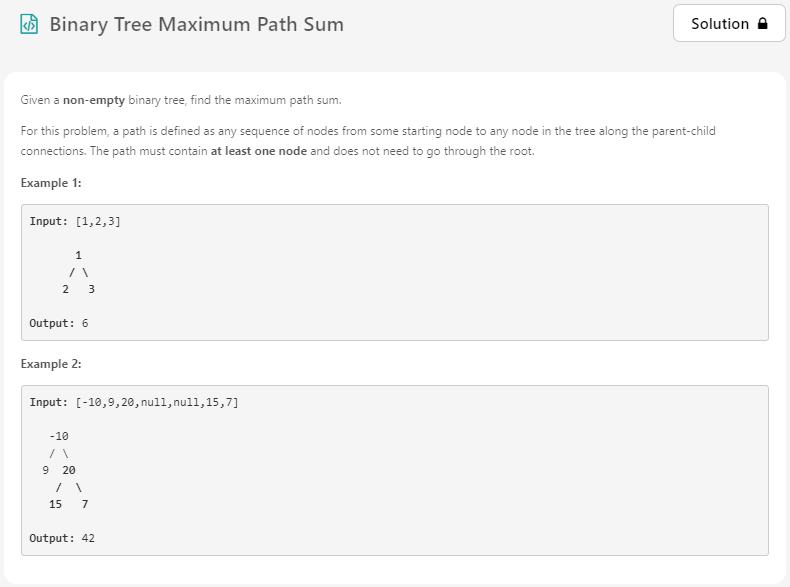 Binary Tree Maximum Path Sum
Solution
Given a non-empty binary tree, find the maximum path sum.
For this problem, a path is defined as any sequence of nodes from some starting node to any node in the tree along the parent-child
connections. The path must contain at least one node and does not need to go through the root.
Example 1:
Input: [1,2,3]
1
/ \
2 3
Output: 6
Example 2:
Input: [-10,9,20,null,null,15,7]
-10
/ \
9 20
/ \
15 7
Output: 42